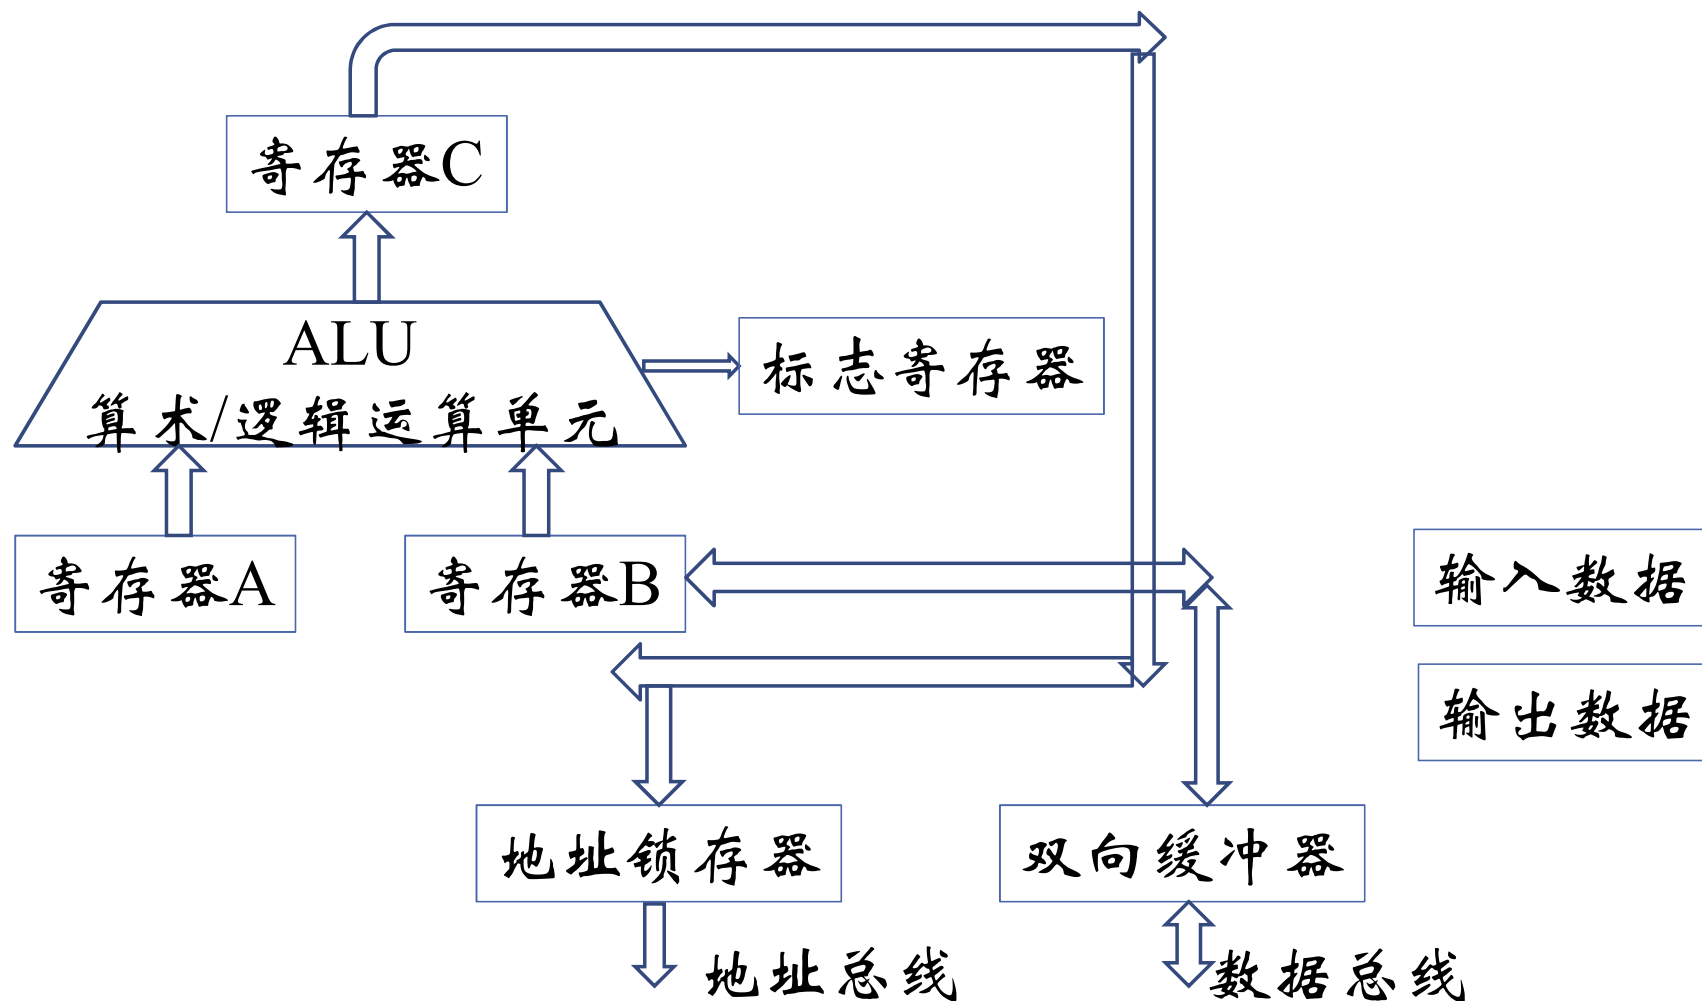 寄存器C
ALU
算术/逻辑运算单元
标志寄存器
寄存器A
寄存器B
输入数据
输出数据
地址锁存器
双向缓冲器
地址总线
数据总线